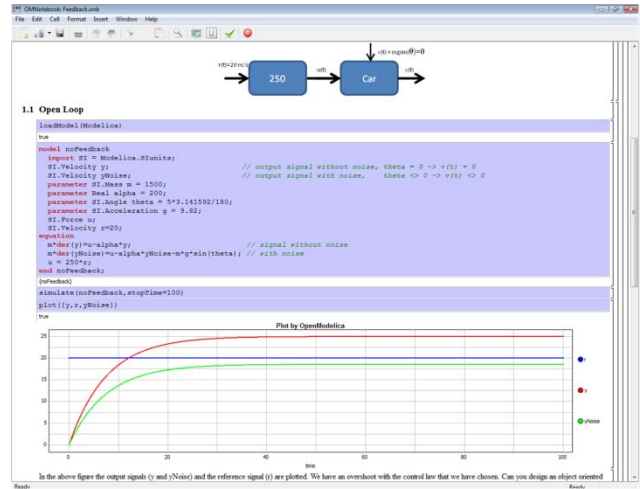 OMNotebook: Feedback.onb
File Edit Cell Format Insert Window Help
r(t)=20 m/s
250
u(t)
Car
y(t)
1.1 Open Loop
loadModel(Modelica)
true
model noFeedback
import SI = Modelica.SIunits;
SI.Velocity y; // output signal without noise, theta = 0 -> v(t) = 0
SI.Velocity yNoise; // output signal with noise, theta <> 0 -> v(t) <> 0
parameter SI.Mass m = 1500;
parameter Real alpha = 200;
parameter SI.Angle theta = 5*3.141592/180;
parameter SI.Acceleration g = 9.82;
SI.Force u;
SI.Velocity r=20;
equation
m*der(y)=u-alpha*y; // signal without noise
m*der(yNoise)=u-alpha*yNoise-m*g*sin(theta); // with noise
u = 250*r;
end noFeedback;
{noFeedback}
simulate(noFeedback,stopTime=100)
plot({y,r,yNoise})
true
Plot by OpenModelica
25
20
15
10
5
0
0 20 40 60 80 100
time
r
y
yNoise
In the above figure the output signals (y and yNoise) and the reference signal (r) are plotted. We have an overshoot with the control law that we have chosen. Can you design an object oriented
Ready Ready